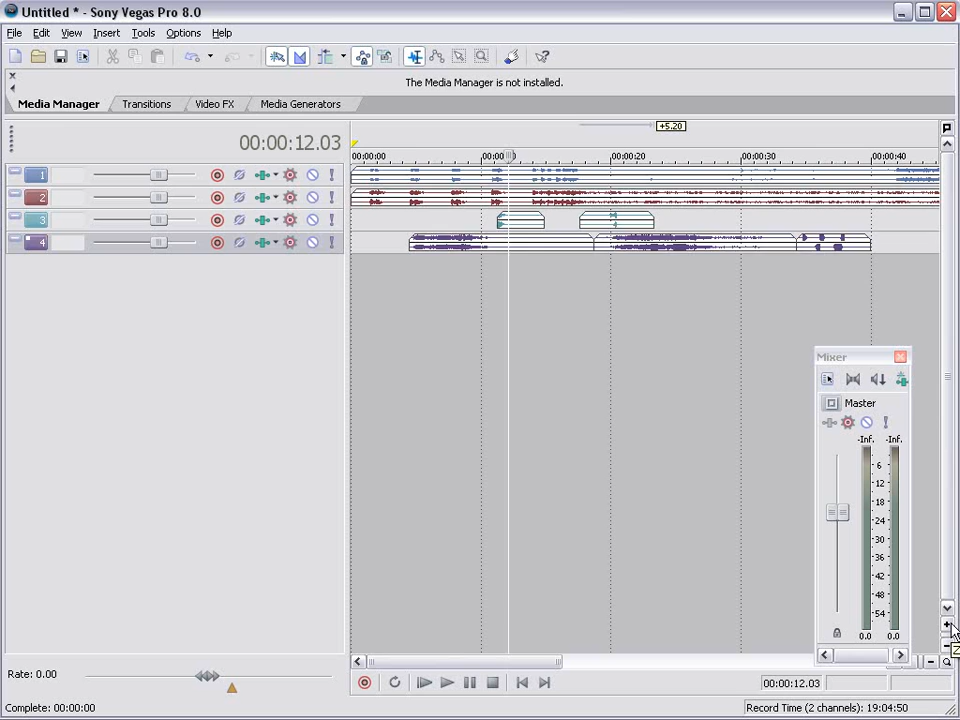 Untitled * - Sony Vegas Pro 8.0
File Edit View Insert Tools Options Help
The Media Manager is not installed.
Media Manager Transitions Video FX Media Generators
+5.20
00:00:12.03
00:00:00 00:00:20 00:00:30 00:00:40
1
2
3
4
Mixer
Master
-Inf. -Inf.
6
12
18
24
30
36
42
48
54
0.0 0.0
Rate: 0.00
00:00:12.03
Complete: 00:00:00
Record Time (2 channels): 19:04:50